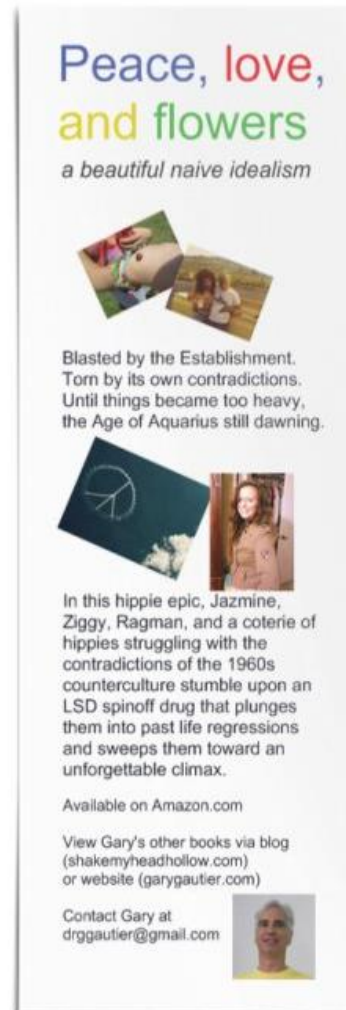 Peace, love,
and flowers
a beautiful naive idealism
Blasted by the Establishment.
Torn by its own contradictions.
Until things became too heavy,
the Age of Aquarius still dawning.
In this hippie epic, Jazmine,
Ziggy, Ragman, and a coterie of
hippies struggling with the
contradictions of the 1960s
counterculture stumble upon an
LSD spinoff drug that plunges
them into past life regressions
and sweeps them toward an
unforgettable climax.
Available on Amazon.com
View Gary's other books via blog
(shakemyheadhollow.com)
or website (garygautier.com)
Contact Gary at
drggautier@gmail.com